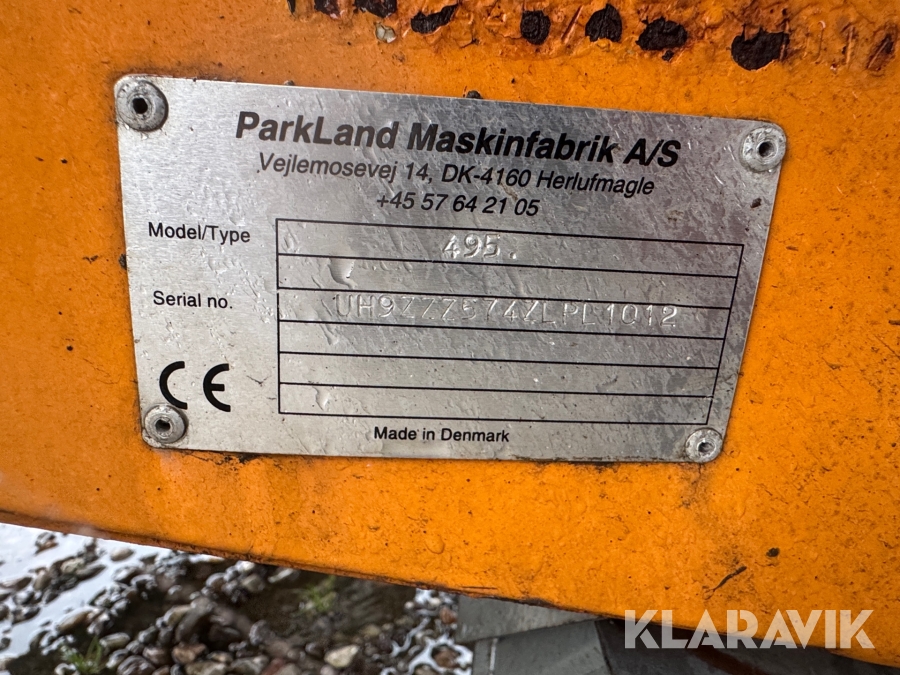 ParkLand Maskinfabrik A/S
Vejlemosevej 14, DK-4160 Herlufmagle
+45 57 64 21 05
Model/Type 495.
Serial no. UH9ZZZ574ZLPL1012
CE
Made in Denmark
KLARAVIK